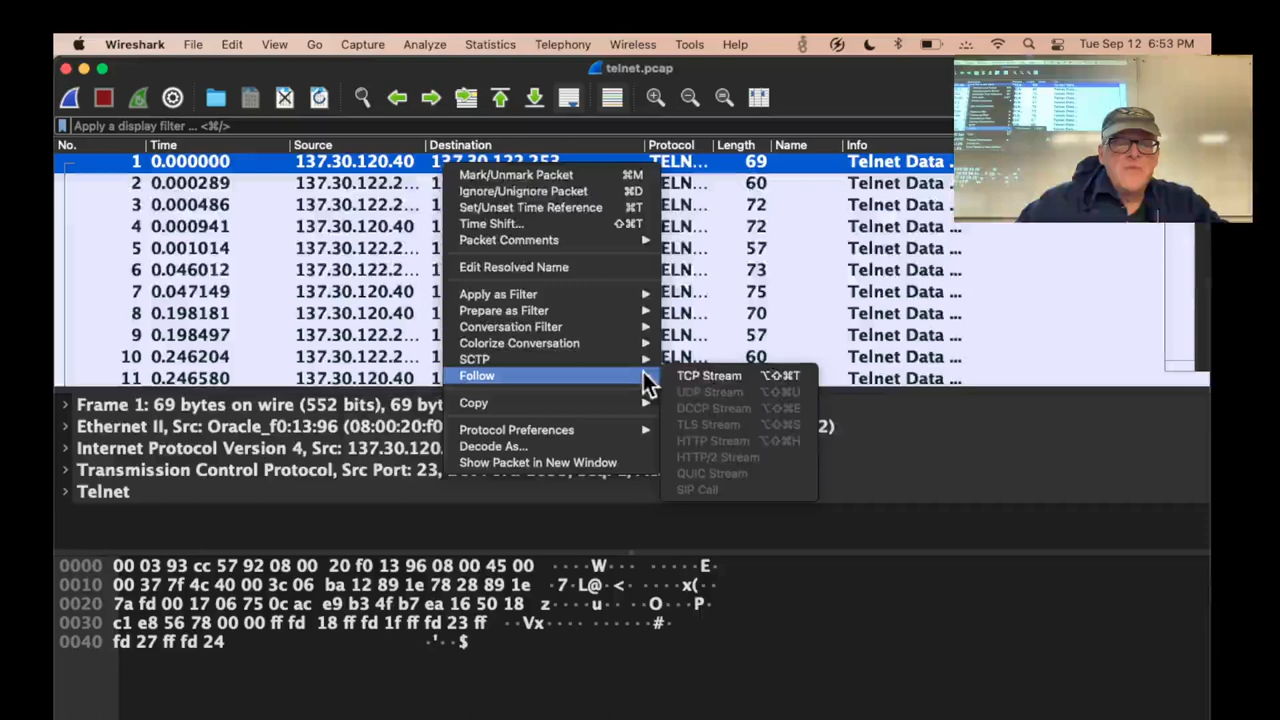 Wireshark File Edit View Go Capture Analyze Statistics Telephony Wireless Tools Help Tue Sep 12 6:53 PM
telnet.pcap
Apply a display filter ... <⌘/>
No. Time Source Destination Protocol Length Name Info
1 0.000000 137.30.120.40 TELN... 69 Telnet Data ...
2 0.000289 137.30.122.2... ELN... 60 Telnet Data ...
3 0.000486 137.30.120.40 ELN... 72 Telnet Data ...
4 0.000941 137.30.122.2... ELN... 72 Telnet Data ...
5 0.001014 137.30.122.2... ELN... 57 Telnet Data ...
6 0.046012 137.30.122.2... ELN... 73 Telnet Data ...
7 0.047149 137.30.120.40 ELN... 75 Telnet Data ...
8 0.198181 137.30.120.40 ELN... 70 Telnet Data ...
9 0.198497 137.30.122.2... ELN... 57 Telnet Data ...
10 0.246204 137.30.122.2... ELN... 60 Telnet Data ...
11 0.246580 137.30.120.40 Telnet Data ...
Mark/Unmark Packet ⌘M
Ignore/Unignore Packet ⌘D
Set/Unset Time Reference ⌘T
Time Shift... ⇧⌘T
Packet Comments
Edit Resolved Name
Apply as Filter
Prepare as Filter
Conversation Filter
Colorize Conversation
SCTP
Follow
Copy
Protocol Preferences
Decode As...
Show Packet in New Window
TCP Stream ⌥⇧⌘T
UDP Stream ⌥⇧⌘U
DCCP Stream ⌥⇧⌘E
TLS Stream ⌥⇧⌘S
HTTP Stream ⌥⇧⌘H
HTTP/2 Stream
QUIC Stream
SIP Call
Frame 1: 69 bytes on wire (552 bits), 69 byt
Ethernet II, Src: Oracle_f0:13:96 (08:00:20:f0 2)
Internet Protocol Version 4, Src: 137.30.120
Transmission Control Protocol, Src Port: 23,
Telnet
0000 00 03 93 cc 57 92 08 00 20 f0 13 96 08 00 45 00 ····W··· ······E·
0010 00 37 7f 4c 40 00 3c 06 ba 12 89 1e 78 28 89 1e ·7·L@·<· ····x(··
0020 7a fd 00 17 06 75 0c ac e9 b3 4f b7 ea 16 50 18 z····u·· ··O···P·
0030 c1 e8 56 78 00 00 ff fd 18 ff fd 1f ff fd 23 ff ··Vx···· ······#·
0040 fd 27 ff fd 24 ·'··$